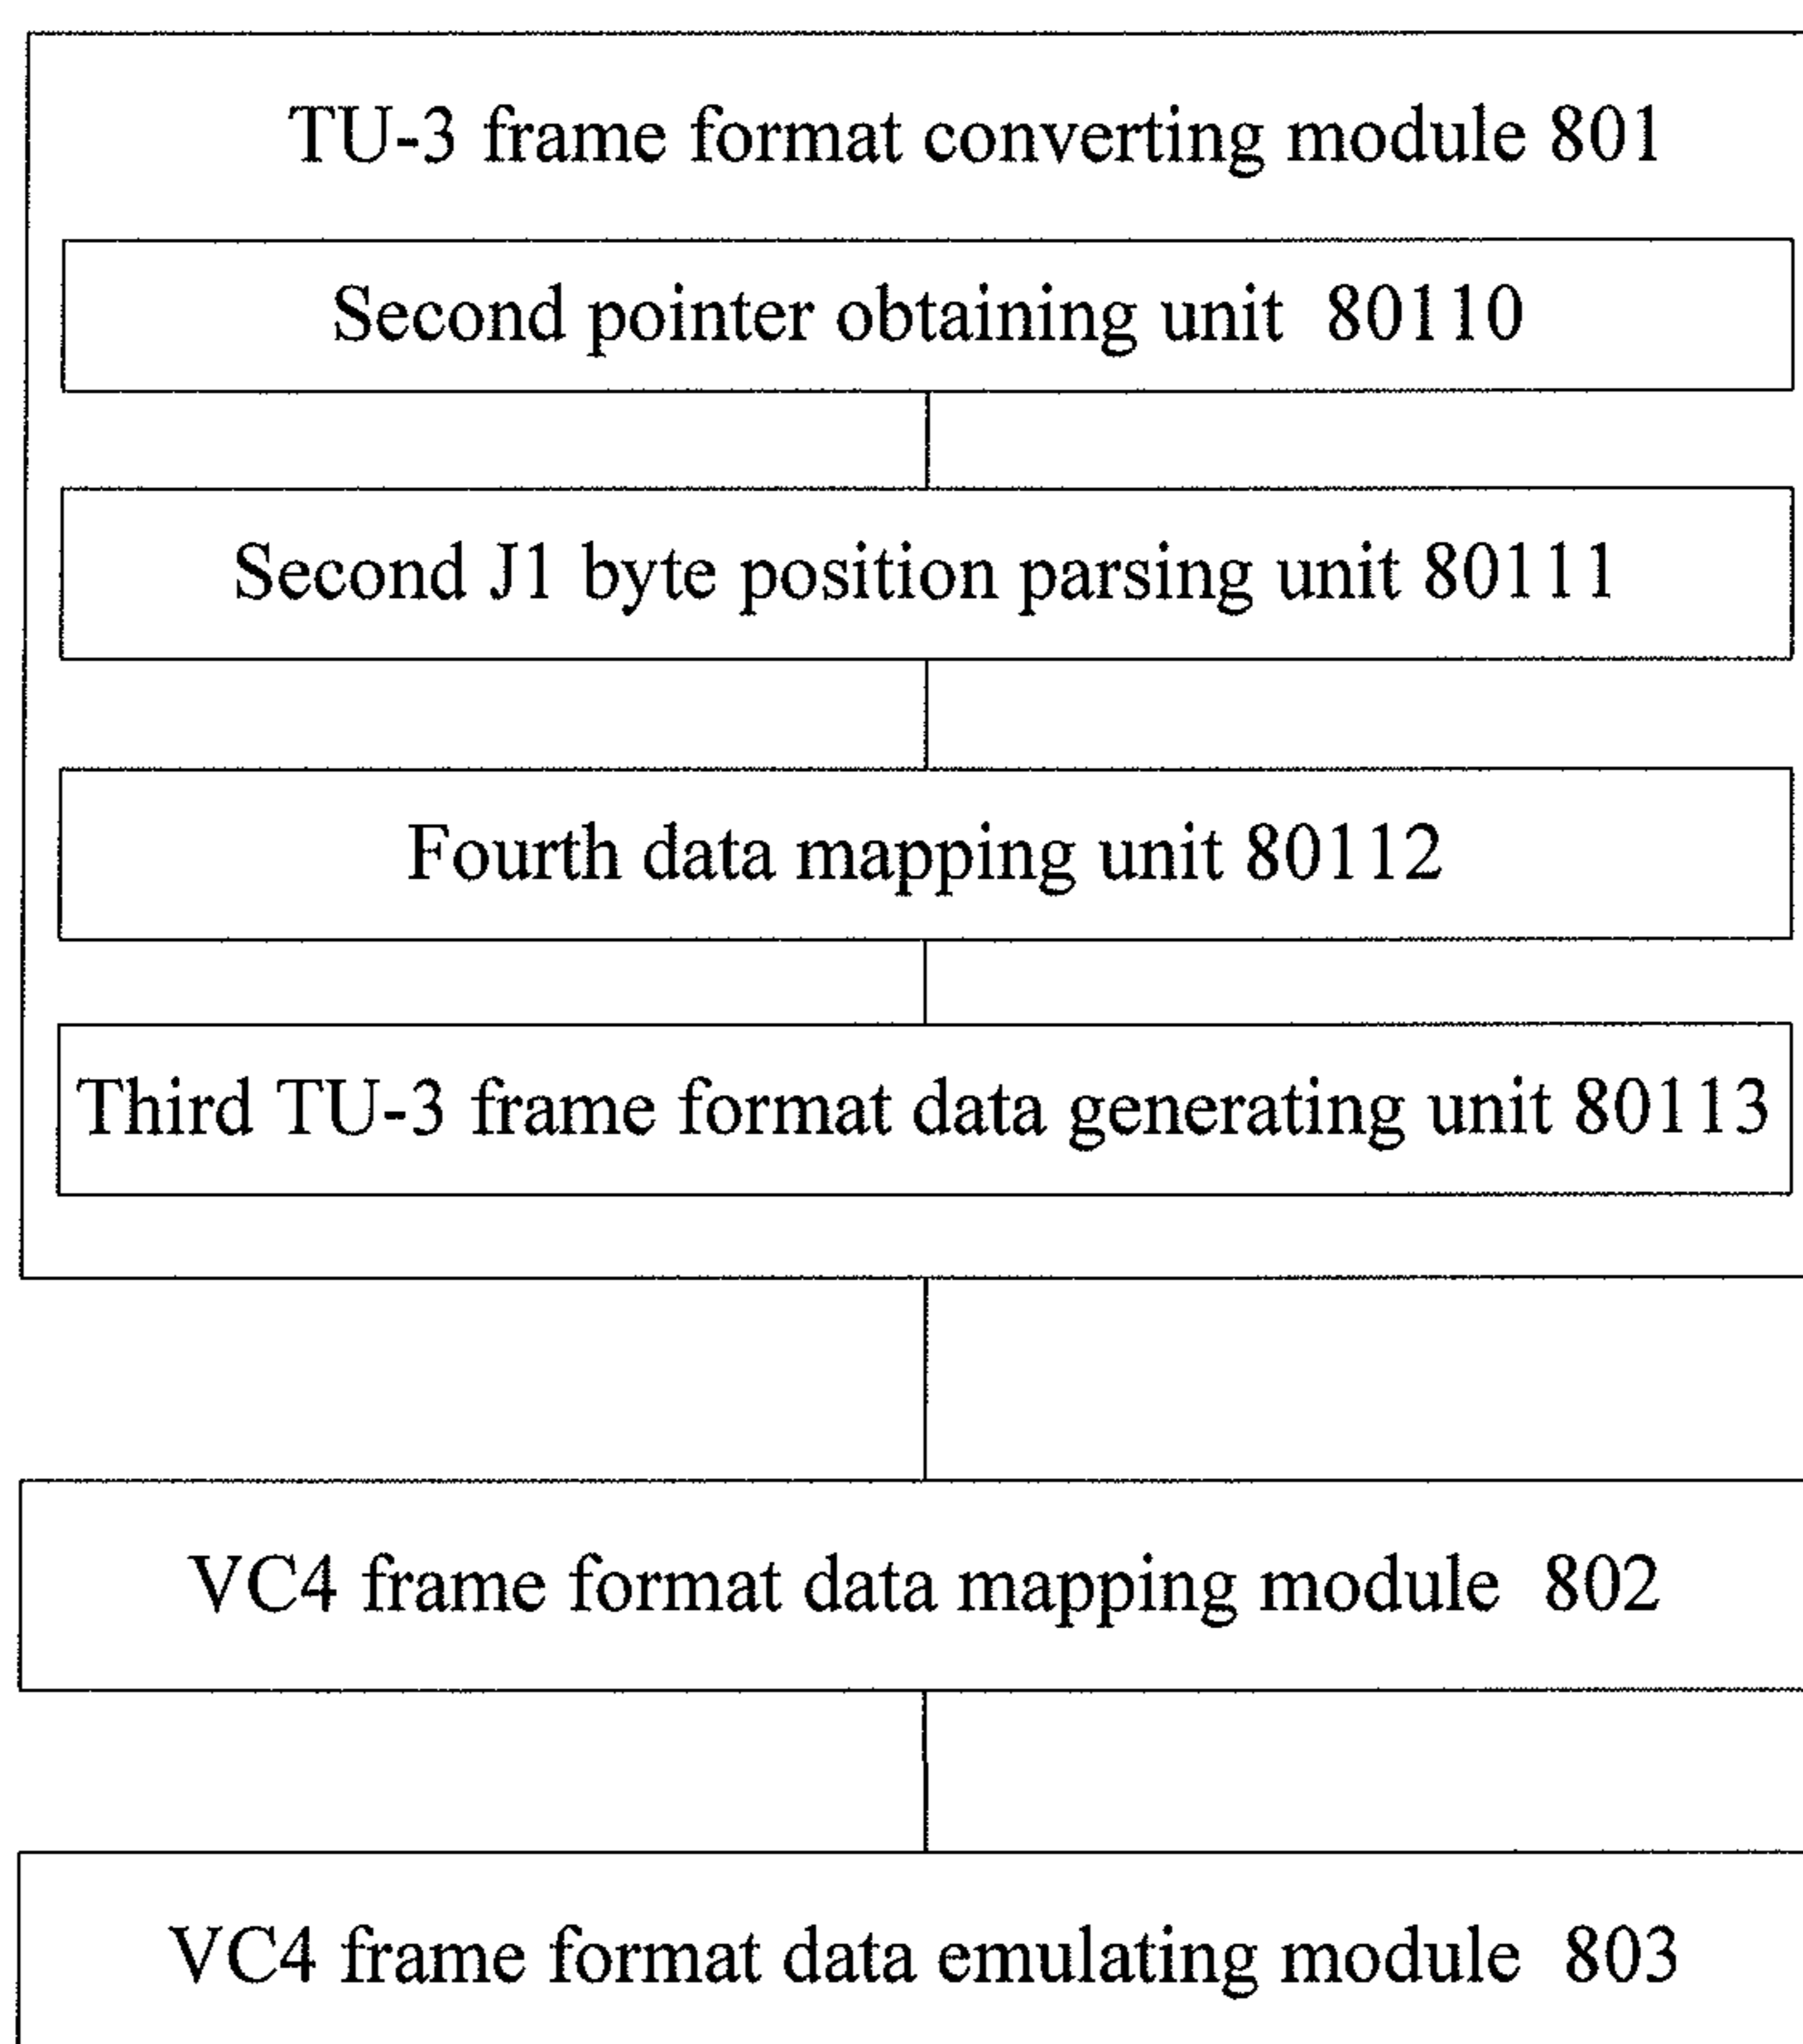 TU-3 frame format converting module 801
Second pointer obtaining unit 80110
Second J1 byte position parsing unit 80111
Fourth data mapping unit 80112
Third TU-3 frame format data generating unit 80113
VC4 frame format data mapping module 802
VC4 frame format data emulating module 803